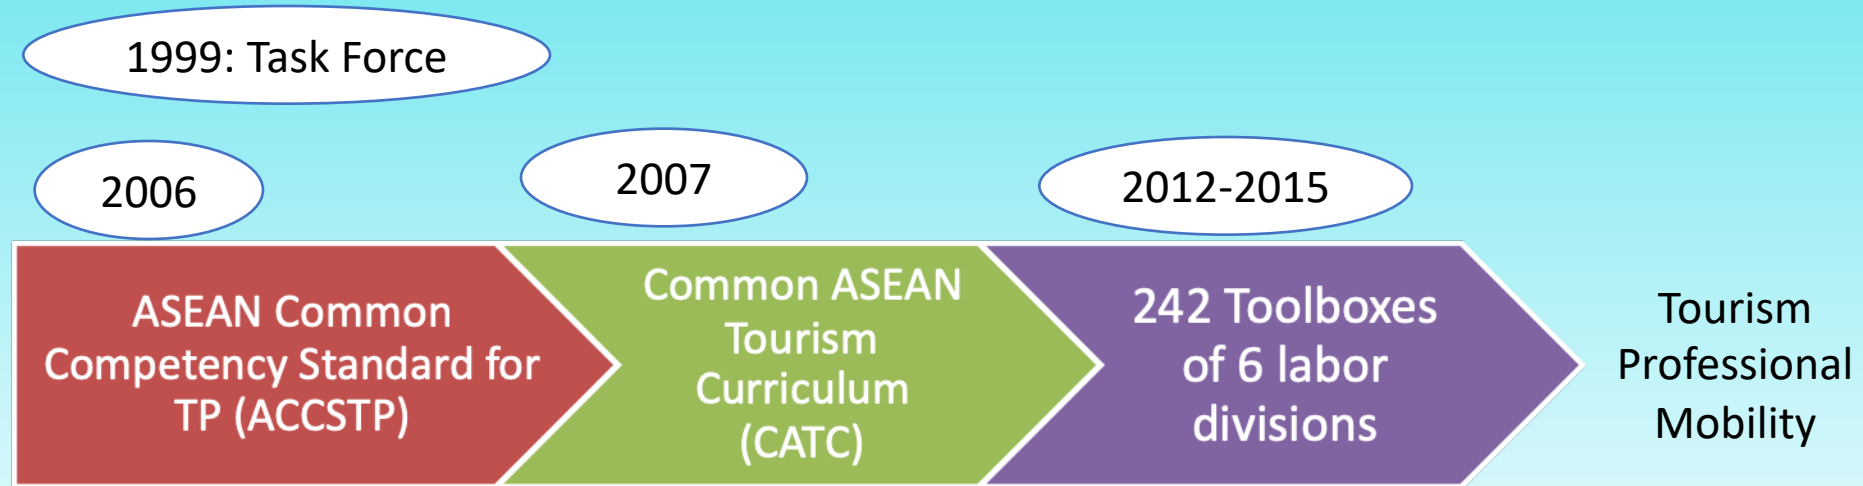 1999: Task Force
2006
2007
2012-2015
ASEAN Common
Competency Standard for
TP (ACCSTP)
Common ASEAN
Tourism
Curriculum
(CATC)
242 Toolboxes
of 6 labor
divisions
Tourism
Professional
Mobility